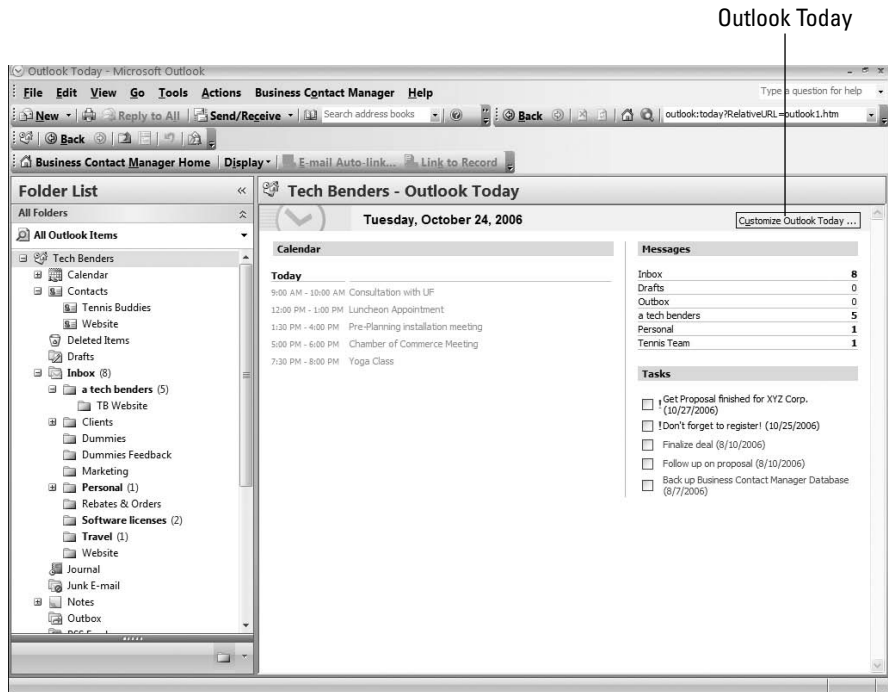 Outlook Today
Outlook Today - Microsoft Outlook
File Edit View Go Tools Actions Business Contact Manager Help
Type a question for help
New Reply to All Send/Receive Search address books Back outlook:today?RelativeURL=outlook1.htm
Back
Business Contact Manager Home Display E-mail Auto-link... Link to Record
Folder List «
All Folders
All Outlook Items
Tech Benders
Calendar
Contacts
Tennis Buddies
Website
Deleted Items
Drafts
Inbox (8)
a tech benders (5)
TB Website
Clients
Dummies
Dummies Feedback
Marketing
Personal (1)
Rebates & Orders
Software licenses (2)
Travel (1)
Website
Journal
Junk E-mail
Notes
Outbox
Tech Benders - Outlook Today
Tuesday, October 24, 2006
Customize Outlook Today ...
Calendar
Today
9:00 AM - 10:00 AM Consultation with UF
12:00 PM - 1:00 PM Luncheon Appointment
1:30 PM - 4:00 PM Pre-Planning installation meeting
5:00 PM - 6:00 PM Chamber of Commerce Meeting
7:30 PM - 8:00 PM Yoga Class
Messages
Inbox 8
Drafts 0
Outbox 0
a tech benders 5
Personal 1
Tennis Team 1
Tasks
! Get Proposal finished for XYZ Corp.
(10/27/2006)
! Don't forget to register! (10/25/2006)
Finalize deal (8/10/2006)
Follow up on proposal (8/10/2006)
Back up Business Contact Manager Database
(8/7/2006)